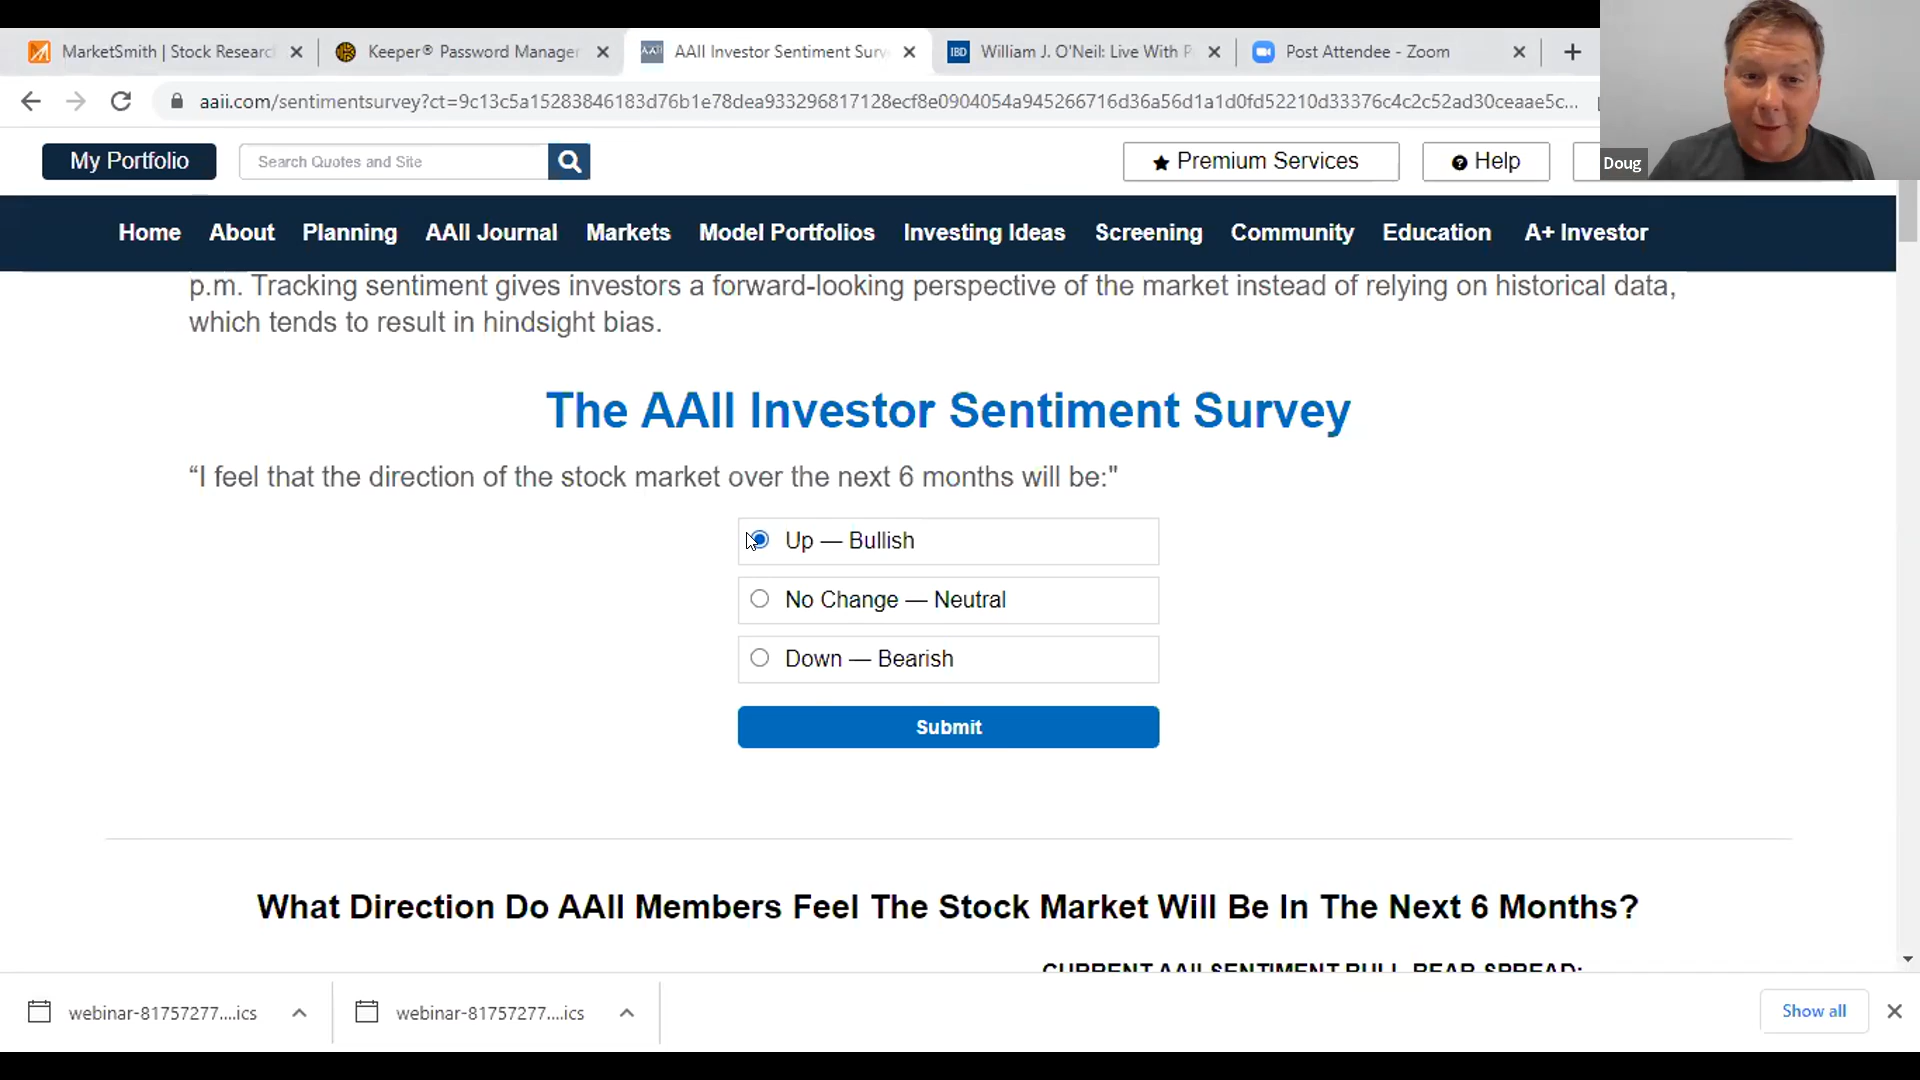 MarketSmith | Stock Researc
Keeper® Password Manager
AAII Investor Sentiment Surv
William J. O'Neil: Live With P
Post Attendee - Zoom
aaii.com/sentimentsurvey?ct=9c13c5a15283846183d76b1e78dea933296817128ecf8e0904054a945266716d36a56d1a1d0fd52210d33376c4c2c52ad30ceaae5c...
My Portfolio
Search Quotes and Site
Premium Services
Help
Doug
Home About Planning AAII Journal Markets Model Portfolios Investing Ideas Screening Community Education A+ Investor
p.m. Tracking sentiment gives investors a forward-looking perspective of the market instead of relying on historical data,
which tends to result in hindsight bias.
The AAII Investor Sentiment Survey
“I feel that the direction of the stock market over the next 6 months will be:"
Up — Bullish
No Change — Neutral
Down — Bearish
Submit
What Direction Do AAII Members Feel The Stock Market Will Be In The Next 6 Months?
CURRENT AAII SENTIMENT BULL-BEAR SPREAD:
webinar-81757277....ics
webinar-81757277....ics
Show all